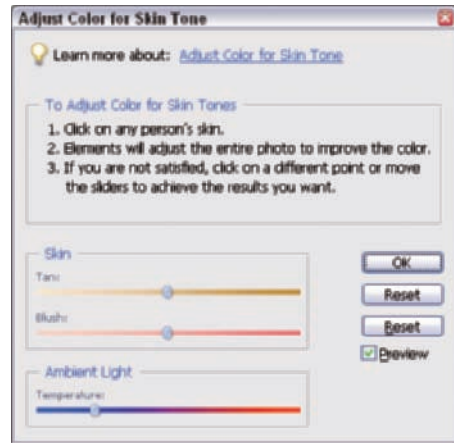 Adjust Color for Skin Tone
Learn more about: Adjust Color for Skin Tone
To Adjust Color for Skin Tones
1. Click on any person's skin.
2. Elements will adjust the entire photo to improve the color.
3. If you are not satisfied, click on a different point or move
the sliders to achieve the results you want.
Skin
Tan:
Blush:
Ambient Light
Temperature:
OK
Reset
Reset
Preview